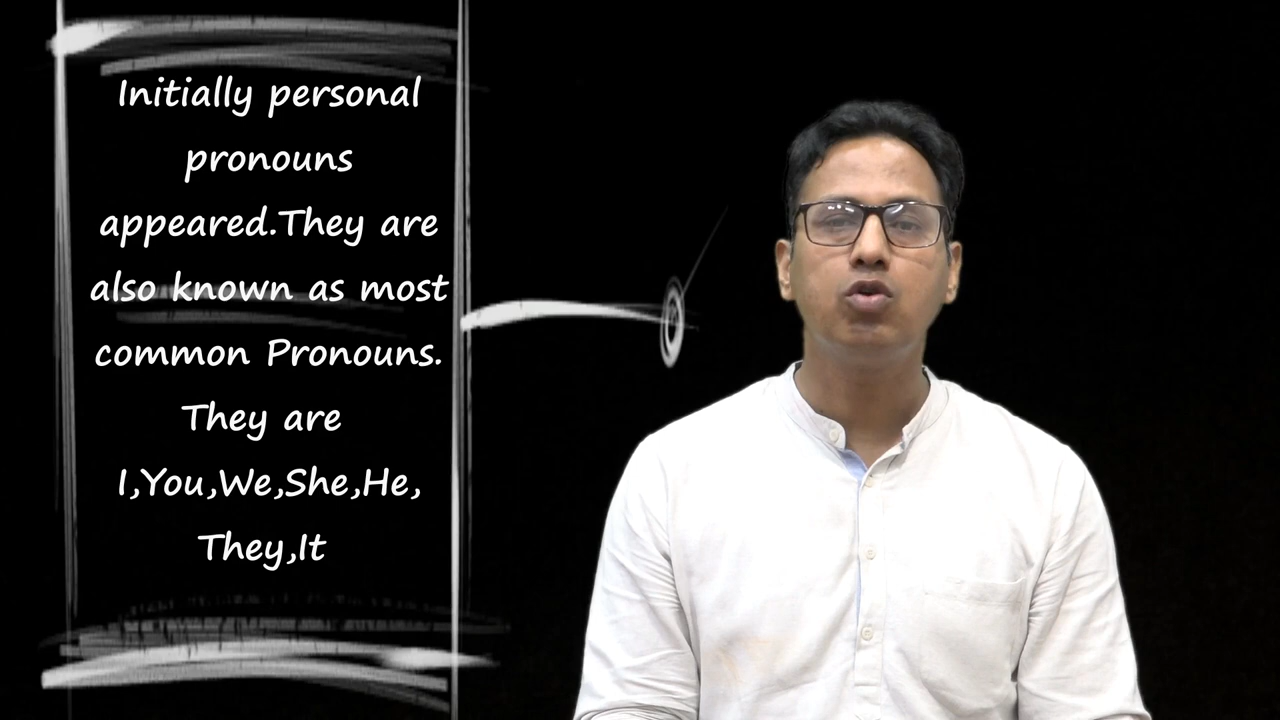 Initially personal
pronouns
appeared.They are
also known as most
common Pronouns.
They are
I,You,We,She,He,
They,It